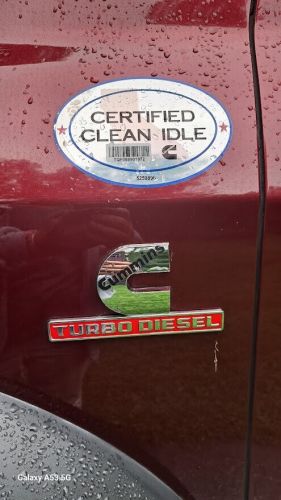 CERTIFIED
CLEAN IDLE
Cummins
TURBO DIESEL
Galaxy A53 5G